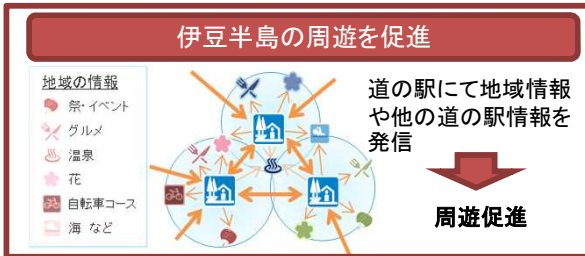 伊豆半島の周遊を促進
地域の情報
祭・イベント
グルメ
温泉
花
自転車コース
海 など
道の駅にて地域情報
や他の道の駅情報を
発信
周遊促進